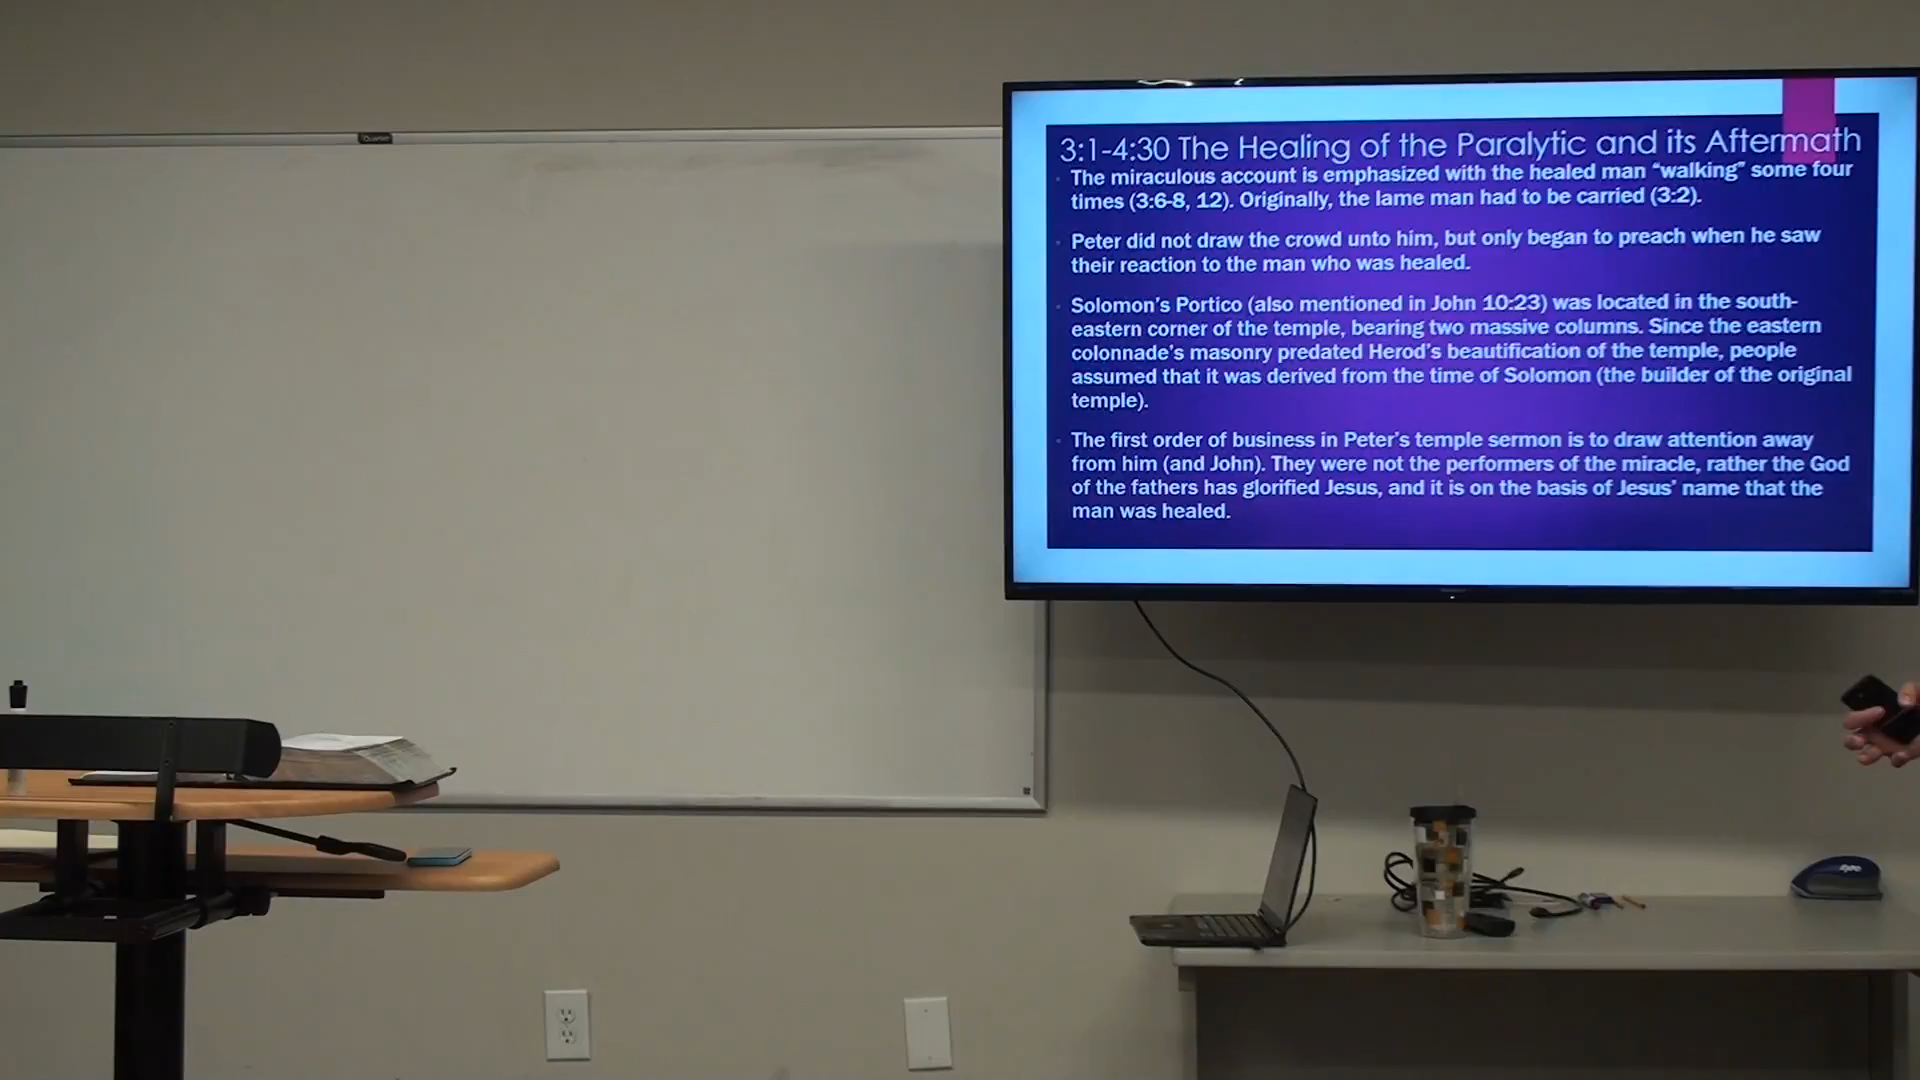 3:1-4:30 The Healing of the Paralytic and its Aftermath
The miraculous account is emphasized with the healed man “walking” some four
times (3:6-8, 12). Originally, the lame man had to be carried (3:2).
Peter did not draw the crowd unto him, but only began to preach when he saw
their reaction to the man who was healed.
Solomon’s Portico (also mentioned in John 10:23) was located in the south-
eastern corner of the temple, bearing two massive columns. Since the eastern
colonnade’s masonry predated Herod’s beautification of the temple, people
assumed that it was derived from the time of Solomon (the builder of the original
temple).
The first order of business in Peter’s temple sermon is to draw attention away
from him (and John). They were not the performers of the miracle, rather the God
of the fathers has glorified Jesus, and it is on the basis of Jesus’ name that the
man was healed.
EXPO